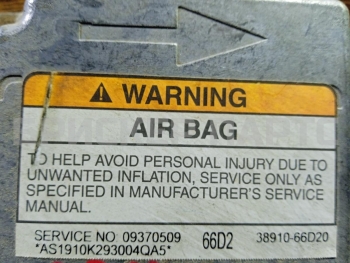 WARNING
AIR BAG
TO HELP AVOID PERSONAL INJURY DUE TO
UNWANTED INFLATION, SERVICE ONLY AS
SPECIFIED IN MANUFACTURER'S SERVICE
MANUAL.
SERVICE NO 09370509 66D2 38910-66D20
*AS1910K293004QA5*